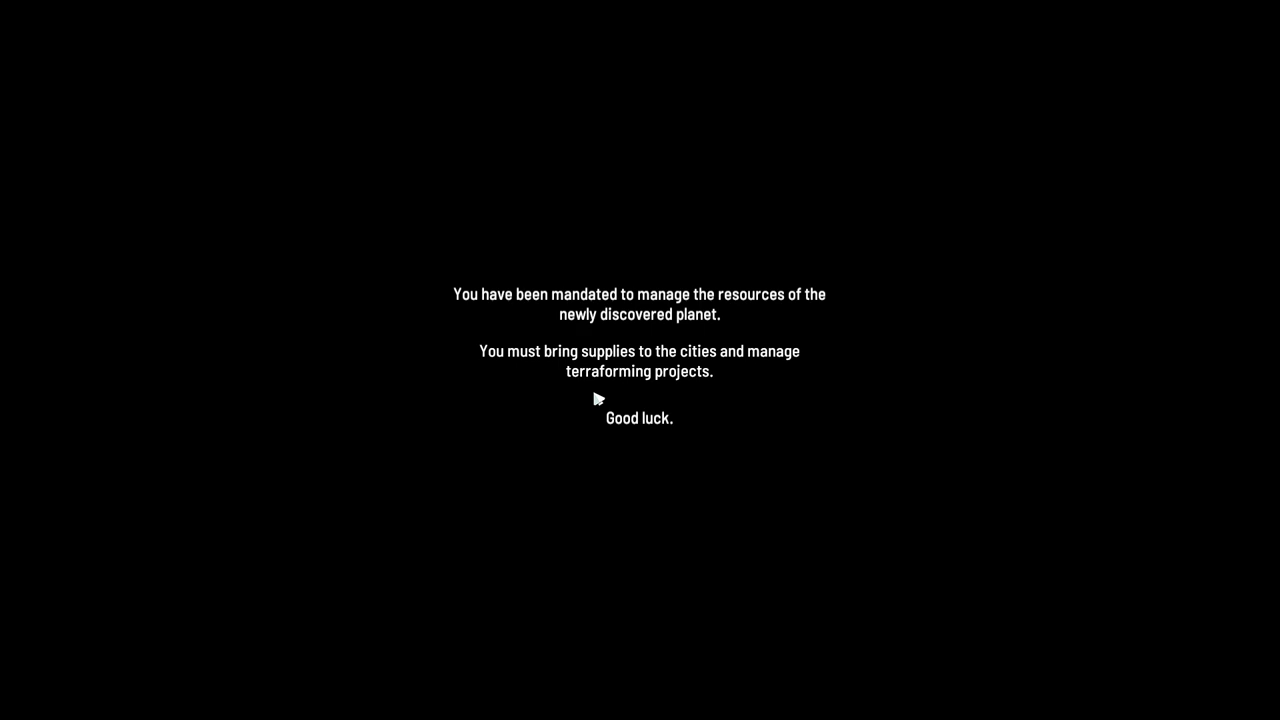 You have been mandated to manage the resources of the
newly discovered planet.
You must bring supplies to the cities and manage
terraforming projects.
Good luck.